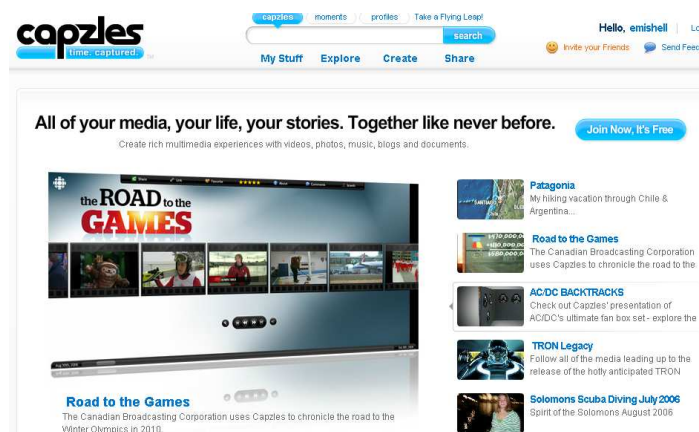 capzles
time. captured.
capzles moments profiles Take a Flying Leap!
search
My Stuff Explore Create Share
Hello, emishell
Invite your Friends Send Feed
All of your media, your life, your stories. Together like never before.
Join Now, It's Free
Create rich multimedia experiences with videos, photos, music, blogs and documents.
the ROAD to the
GAMES
Road to the Games
The Canadian Broadcasting Corporation uses Capzles to chronicle the road to the
Winter Olympics in 2010.
Patagonia
My hiking vacation through Chile &
Argentina...
Road to the Games
The Canadian Broadcasting Corporation
uses Capzles to chronicle the road to the
AC/DC BACKTRACKS
Check out Capzles' presentation of
AC/DC's ultimate fan box set - explore the
TRON Legacy
Follow all of the media leading up to the
release of the hotly anticipated TRON
Solomons Scuba Diving July 2006
Spirit of the Solomons August 2006